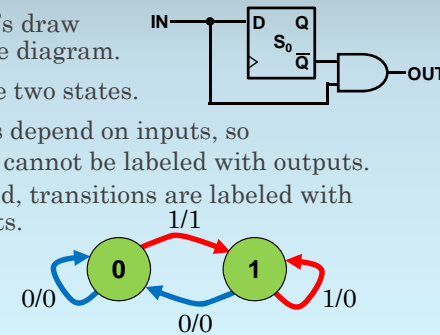 's draw
e diagram.
IN
D Q
S0
Q̅
OUT
e two states.
s depend on inputs, so
cannot be labeled with outputs.
d, transitions are labeled with
ts.
1/1
0
1
0/0
1/0
0/0